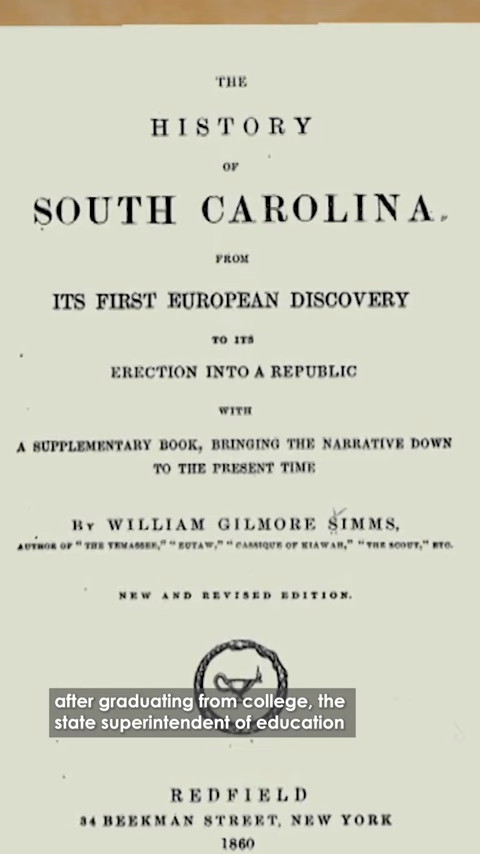 THE
HISTORY
OF
SOUTH CAROLINA,
FROM
ITS FIRST EUROPEAN DISCOVERY
TO ITS
ERECTION INTO A REPUBLIC
WITH
A SUPPLEMENTARY BOOK, BRINGING THE NARRATIVE DOWN
TO THE PRESENT TIME
BY WILLIAM GILMORE SIMMS,
AUTHOR OF "THE YEMASSEE," "EUTAW," "CASSIQUE OF KIAWAH," "THE SCOUT," ETC.
NEW AND REVISED EDITION.
after graduating from college, the
state superintendent of education
REDFIELD
34 BEEKMAN STREET, NEW YORK
1860